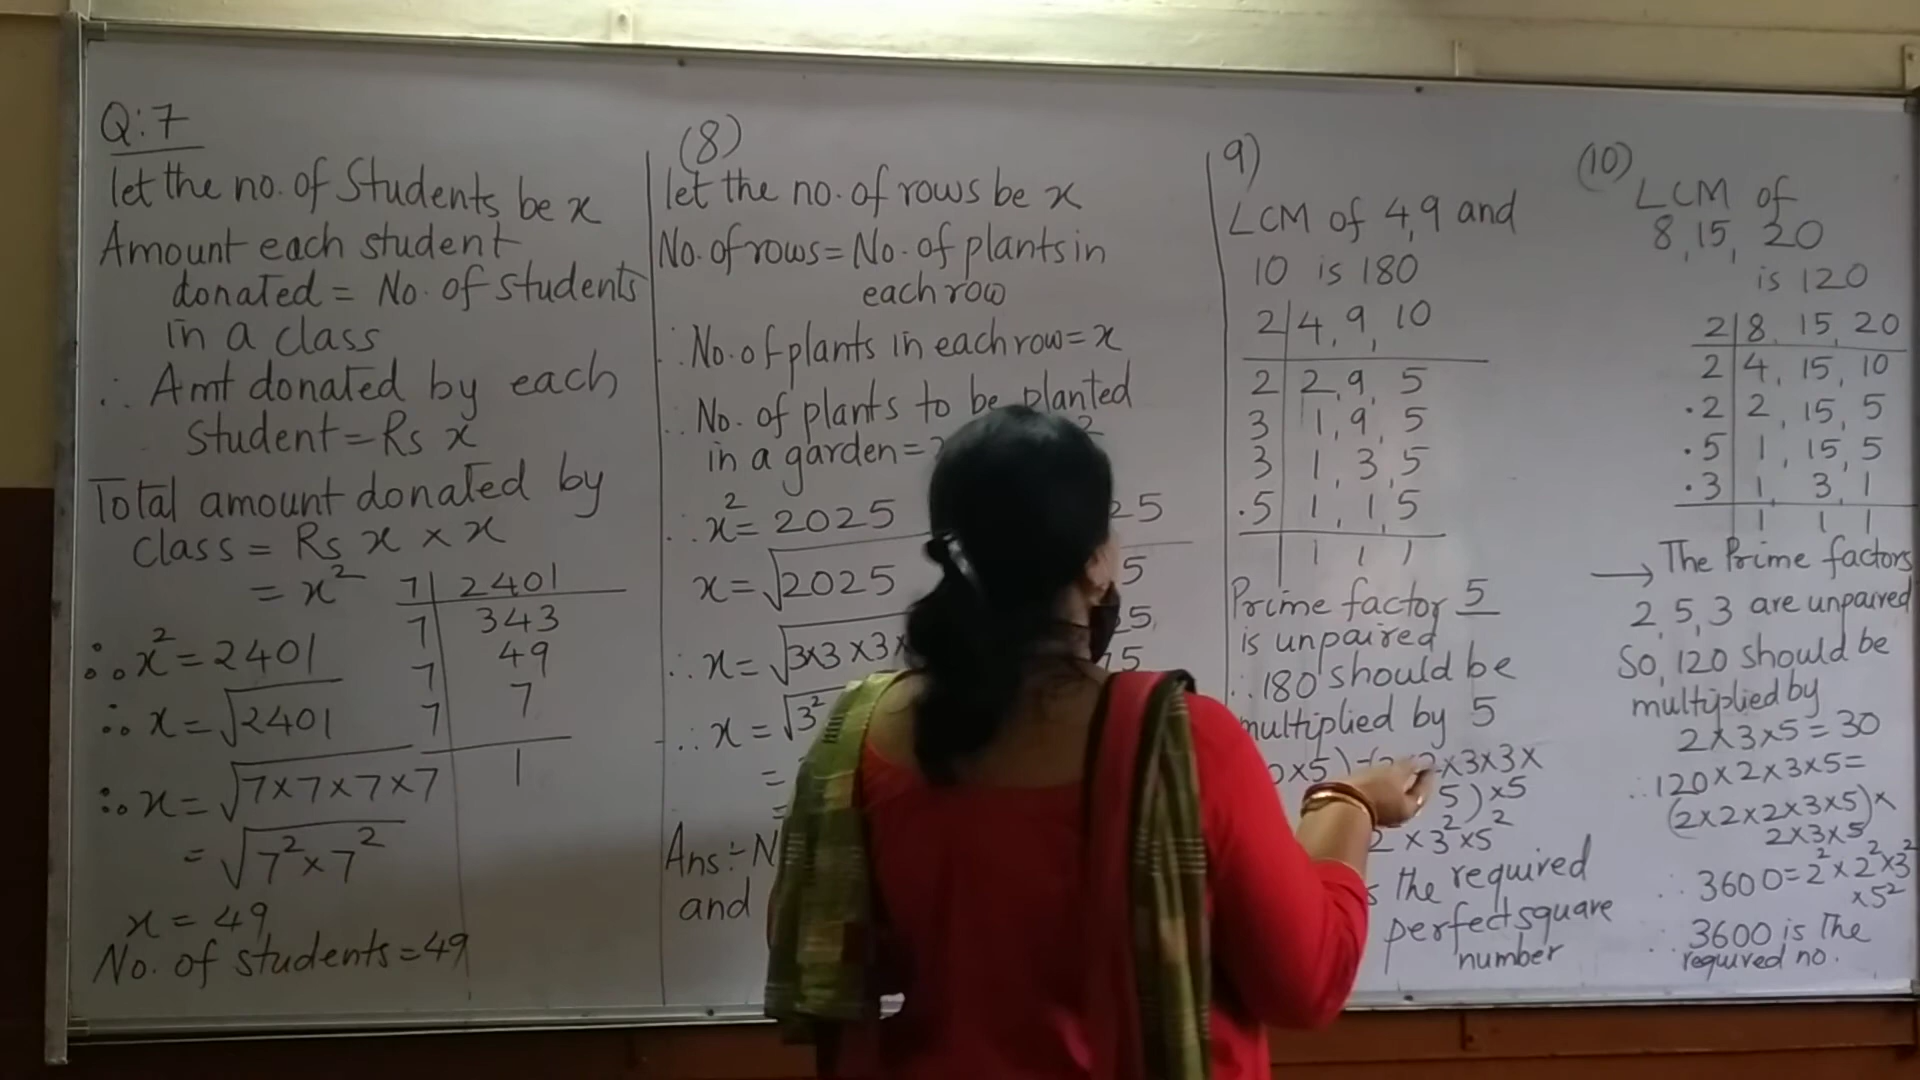 Q:7
let the no. of Students be x
Amount each student
donated = No. of students
in a class
∴ Amt donated by each
student = Rs x
Total amount donated by
class = Rs x × x
= x²
7 | 2401
7 | 343
7 | 49
7 | 7
1
∴ x² = 2401
∴ x = √2401
∴ x = √7×7×7×7
= √7²×7²
x = 49
No. of students = 49
(8)
let the no. of rows be x
No. of rows = No. of plants in
each row
∴ No. of plants in each row = x
∴ No. of plants to be planted
in a garden =
∴ x² = 2025
x = √2025
∴ x = √3×3×3×
∴ x = √3²
=
=
Ans:- N
and
25
5
25
75
9)
LCM of 4,9 and
10 is 180
2 | 4, 9, 10
2 | 2, 9, 5
3 | 1, 9, 5
3 | 1, 3, 5
.5 | 1, 1, 5
1 1 1
Prime factor 5
is unpaired
∴ 180 should be
multiplied by 5
×5) = ×3×3×
5)×5
×3²×5²
the required
perfect square
number
(10)
LCM of
8, 15, 20
is 120
2 | 8, 15, 20
2 | 4, 15, 10
.2 | 2, 15, 5
.5 | 1, 15, 5
.3 | 1, 3, 1
1 1 1
→ The Prime factors
2, 5, 3 are unpaired
So, 120 should be
multiplied by
2×3×5=30
∴ 120×2×3×5=
(2×2×2×3×5)×
2×3×5
∴ 3600=2²×2²×3²
×5²
∴ 3600 is the
required no.